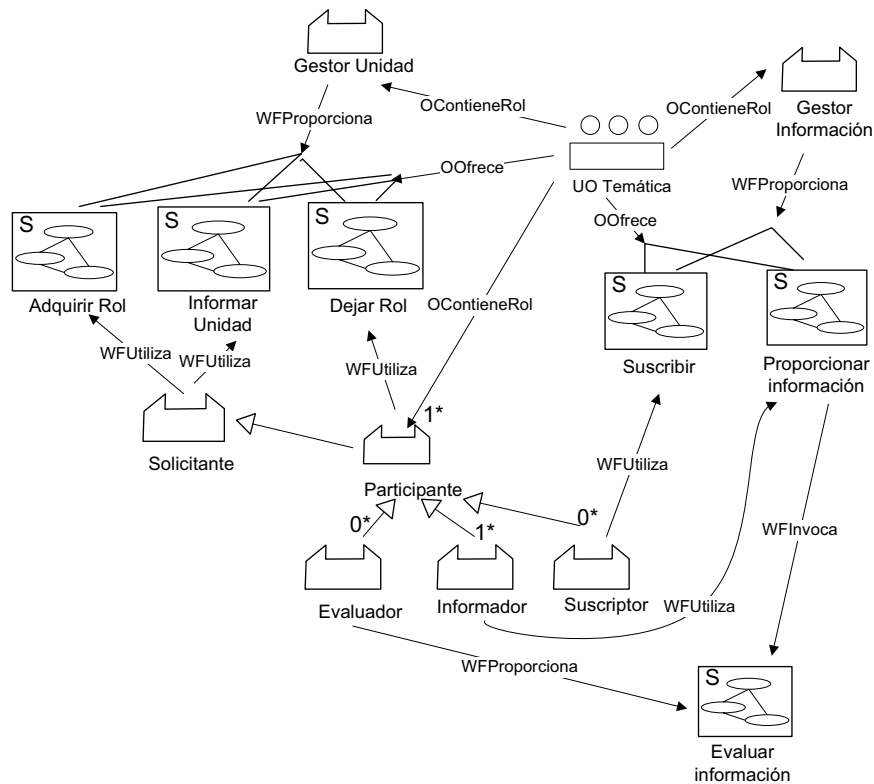 Gestor Unidad
OContieneRol
OContieneRol
Gestor
Información
WFProporciona
OOfrece
UO Temática
WFProporciona
OOfrece
S
S
S
S
S
Adquirir Rol
Informar
Unidad
Dejar Rol
OContieneRol
Suscribir
Proporcionar
información
WFUtiliza
WFUtiliza
WFUtiliza
1*
Solicitante
WFUtiliza
Participante
0*
1*
0*
WFInvoca
Evaluador
Informador
Suscriptor
WFUtiliza
WFProporciona
S
Evaluar
información